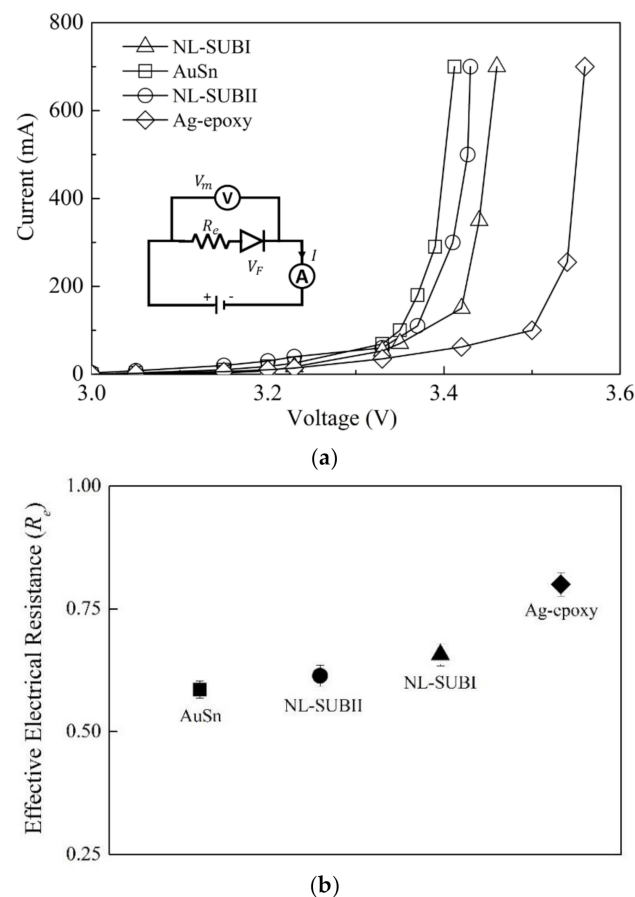 800
NL-SUBI
AuSn
NL-SUBII
Ag-epoxy
600
400
200
0
Current (mA)
V_m
V
R_e
V_F
I
A
+ -
3.0 3.2 3.4 3.6
Voltage (V)
(a)
1.00
0.75
0.50
0.25
Effective Electrical Resistance (R_e)
AuSn
NL-SUBII
NL-SUBI
Ag-epoxy
(b)